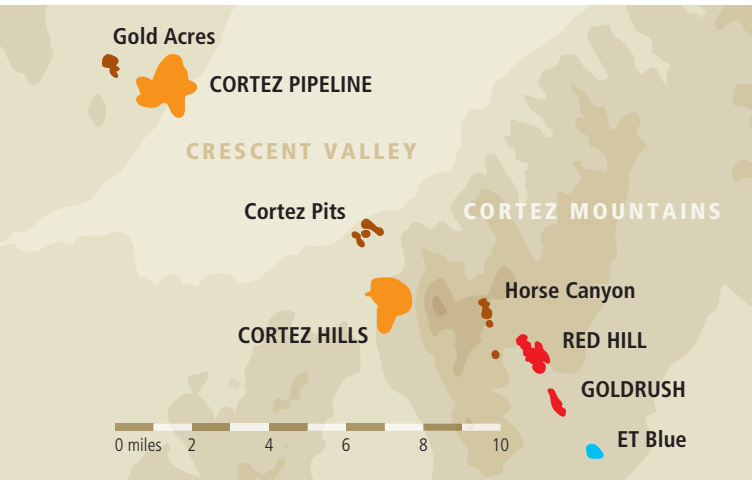 Gold Acres
CORTEZ PIPELINE
CRESCENT VALLEY
Cortez Pits
CORTEZ MOUNTAINS
Horse Canyon
CORTEZ HILLS
RED HILL
GOLDRUSH
ET Blue
0 miles 2 4 6 8 10